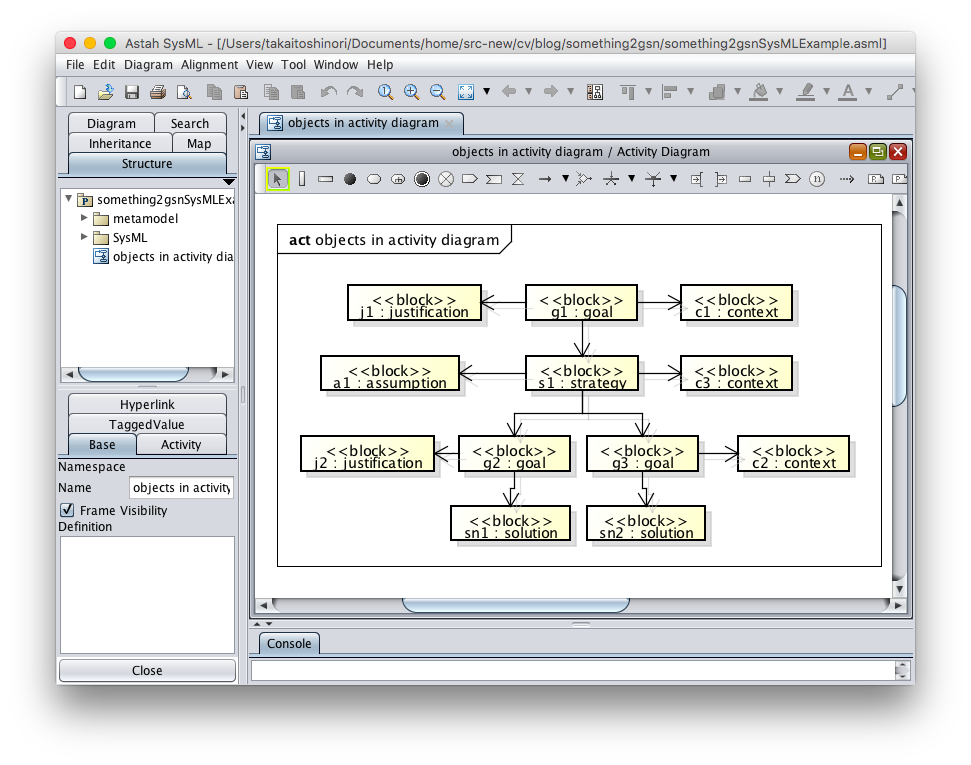 Astah SysML - [/Users/takaitoshinori/Documents/home/src-new/cv/blog/something2gsn/something2gsnSysMLExample.asml]
File Edit Diagram Alignment View Tool Window Help
Diagram Search
Inheritance Map
Structure
something2gsnSysMLExa
metamodel
SysML
objects in activity dia
Hyperlink
TaggedValue
Base Activity
Namespace
Name objects in activity
Frame Visibility
Definition
Close
objects in activity diagram
objects in activity diagram / Activity Diagram
act objects in activity diagram
<<block>> <<block>> <<block>>
j1 : justification g1 : goal c1 : context
<<block>> <<block>> <<block>>
a1 : assumption s1 : strategy c3 : context
<<block>> <<block>> <<block>> <<block>>
j2 : justification g2 : goal g3 : goal c2 : context
<<block>> <<block>>
sn1 : solution sn2 : solution
Console